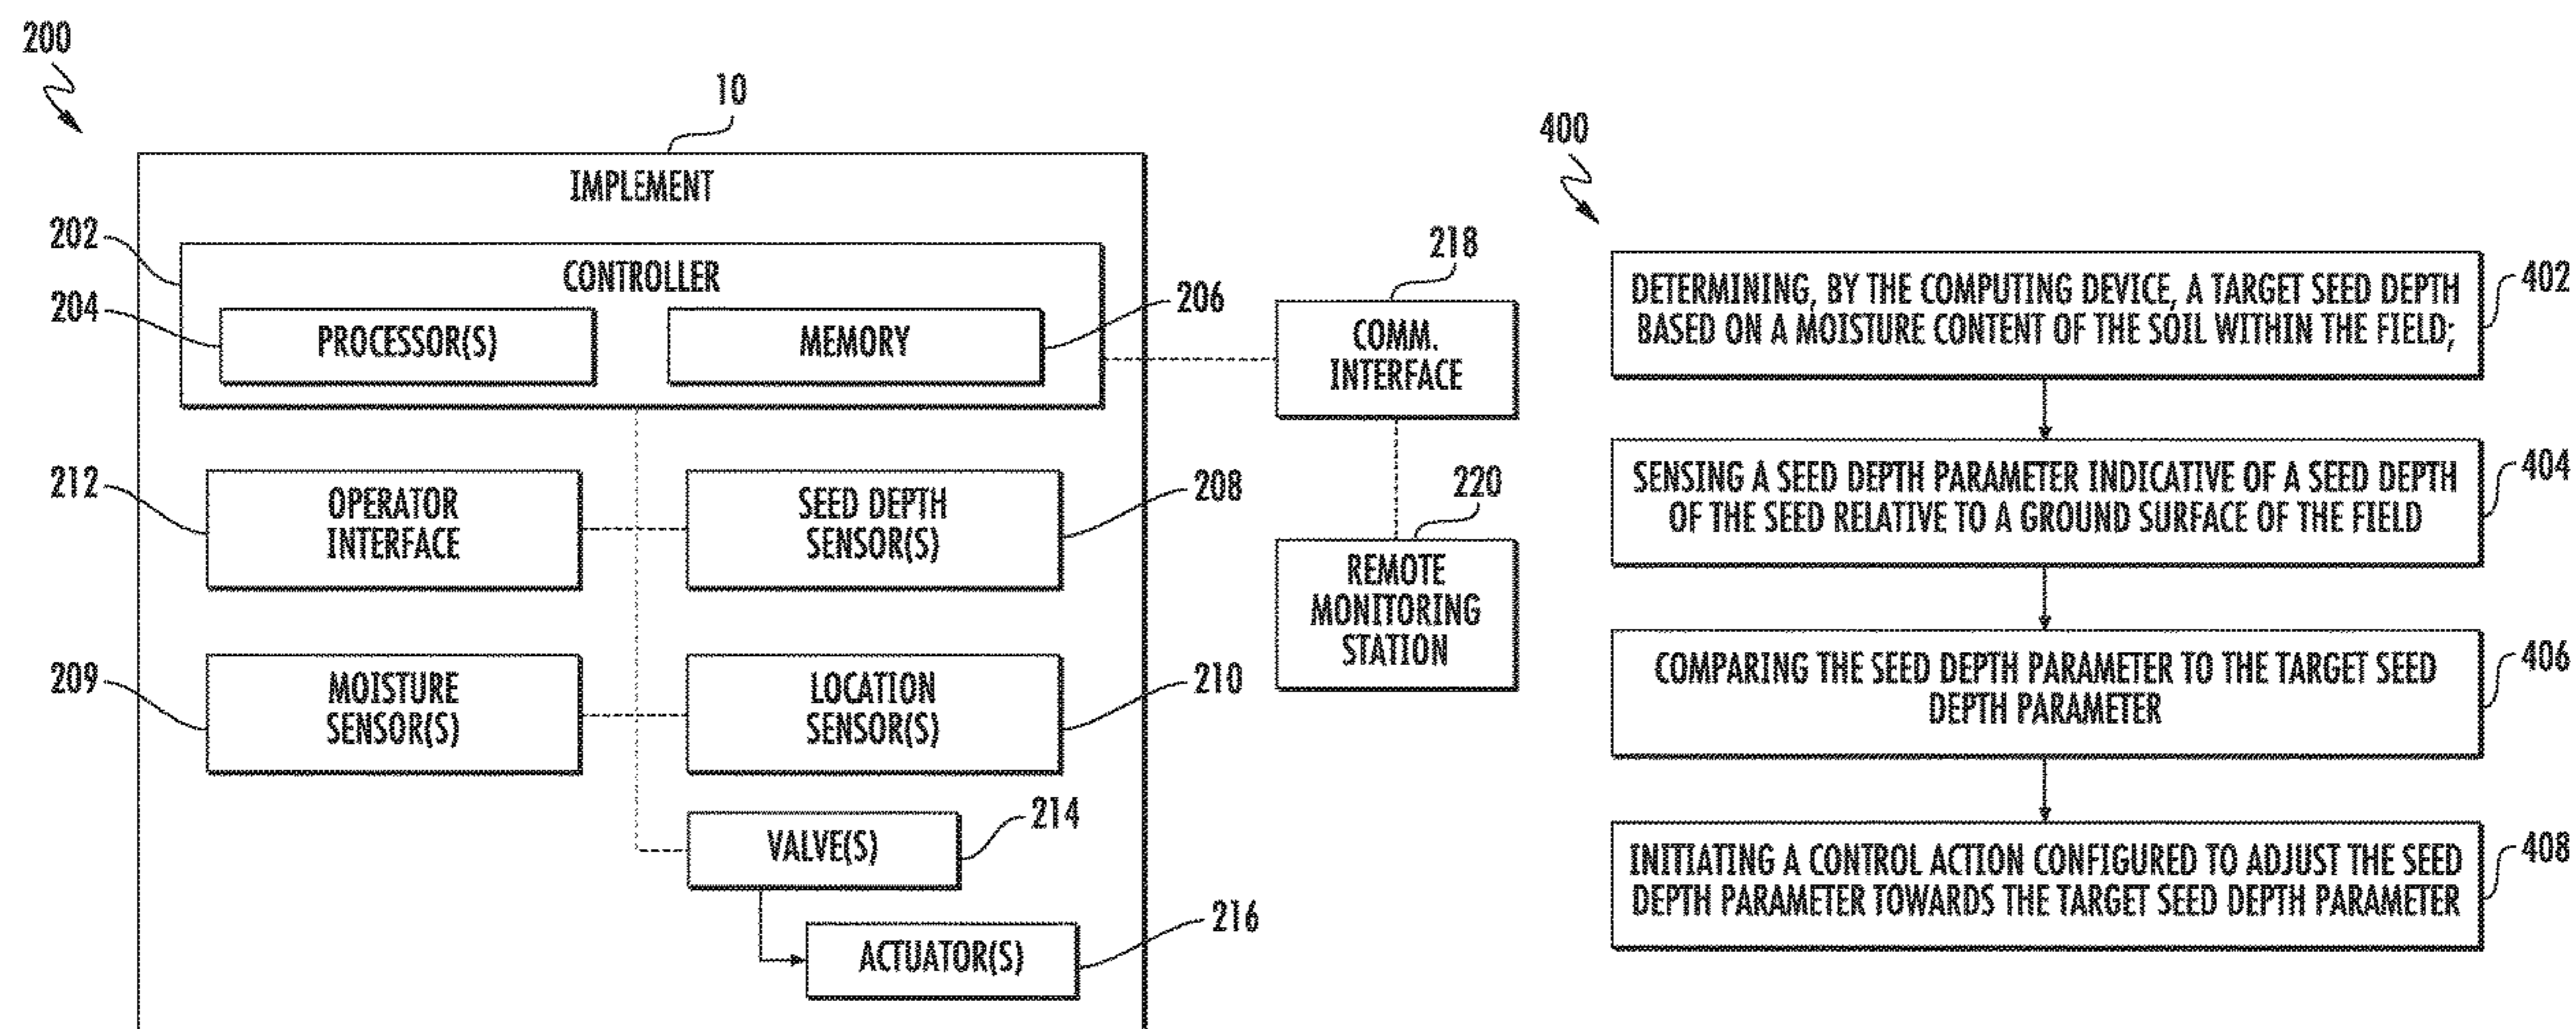 200
10
IMPLEMENT
202
CONTROLLER
204
PROCESSOR(S)
MEMORY
206
212
OPERATOR
INTERFACE
SEED DEPTH
SENSOR(S)
208
209
MOISTURE
SENSOR(S)
LOCATION
SENSOR(S)
210
VALVE(S)
214
ACTUATOR(S)
216
218
COMM.
INTERFACE
220
REMOTE
MONITORING
STATION
400
DETERMINING, BY THE COMPUTING DEVICE, A TARGET SEED DEPTH
BASED ON A MOISTURE CONTENT OF THE SOIL WITHIN THE FIELD;
402
SENSING A SEED DEPTH PARAMETER INDICATIVE OF A SEED DEPTH
OF THE SEED RELATIVE TO A GROUND SURFACE OF THE FIELD
404
COMPARING THE SEED DEPTH PARAMETER TO THE TARGET SEED
DEPTH PARAMETER
406
INITIATING A CONTROL ACTION CONFIGURED TO ADJUST THE SEED
DEPTH PARAMETER TOWARDS THE TARGET SEED DEPTH PARAMETER
408